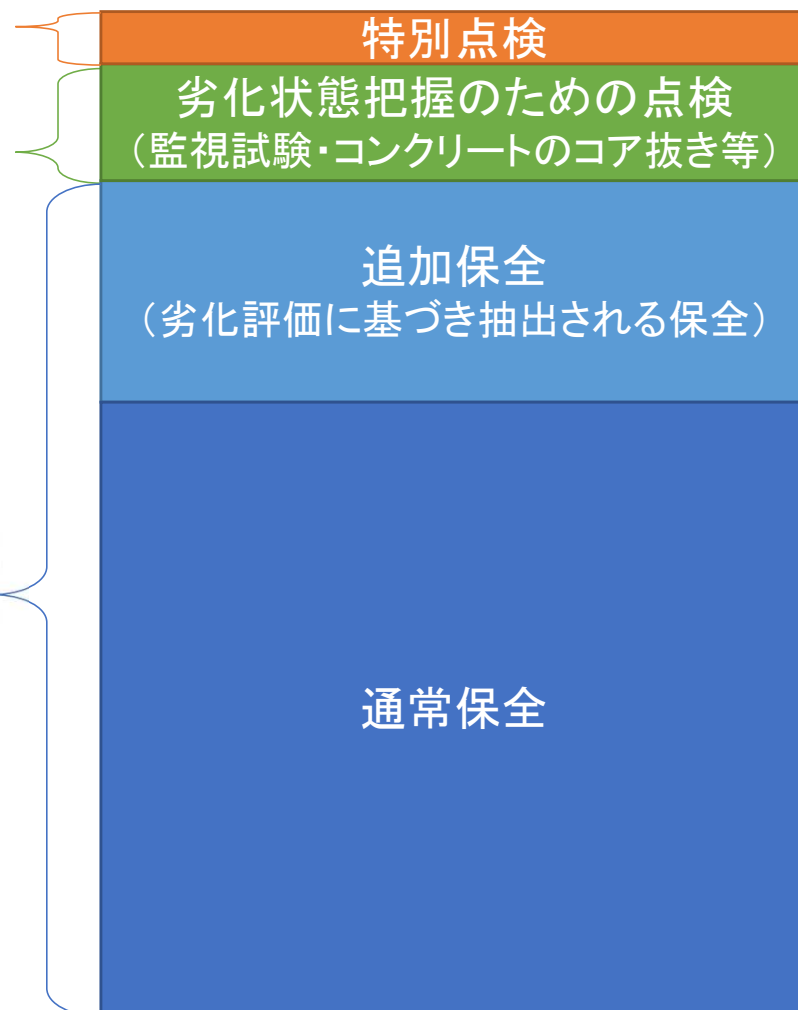 特別点検
劣化状態把握のための点検
（監視試験・コンクリートのコア抜き等）
追加保全
（劣化評価に基づき抽出される保全）
通常保全